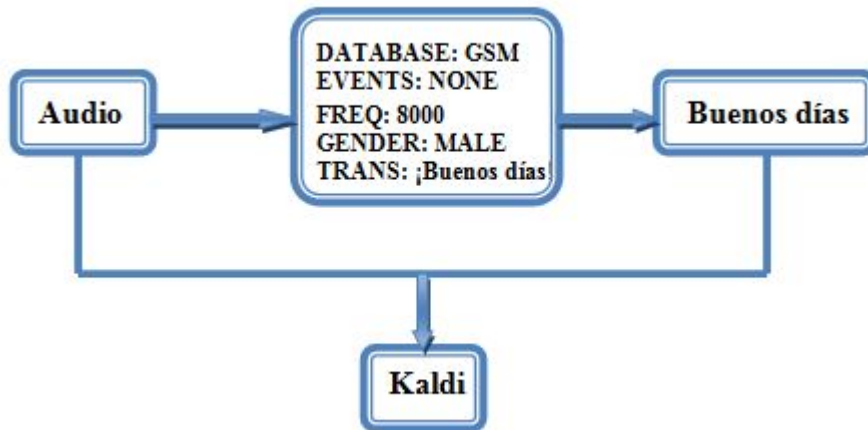 Audio
DATABASE: GSM
EVENTS: NONE
FREQ: 8000
GENDER: MALE
TRANS: ¡Buenos días!
Buenos días
Kaldi